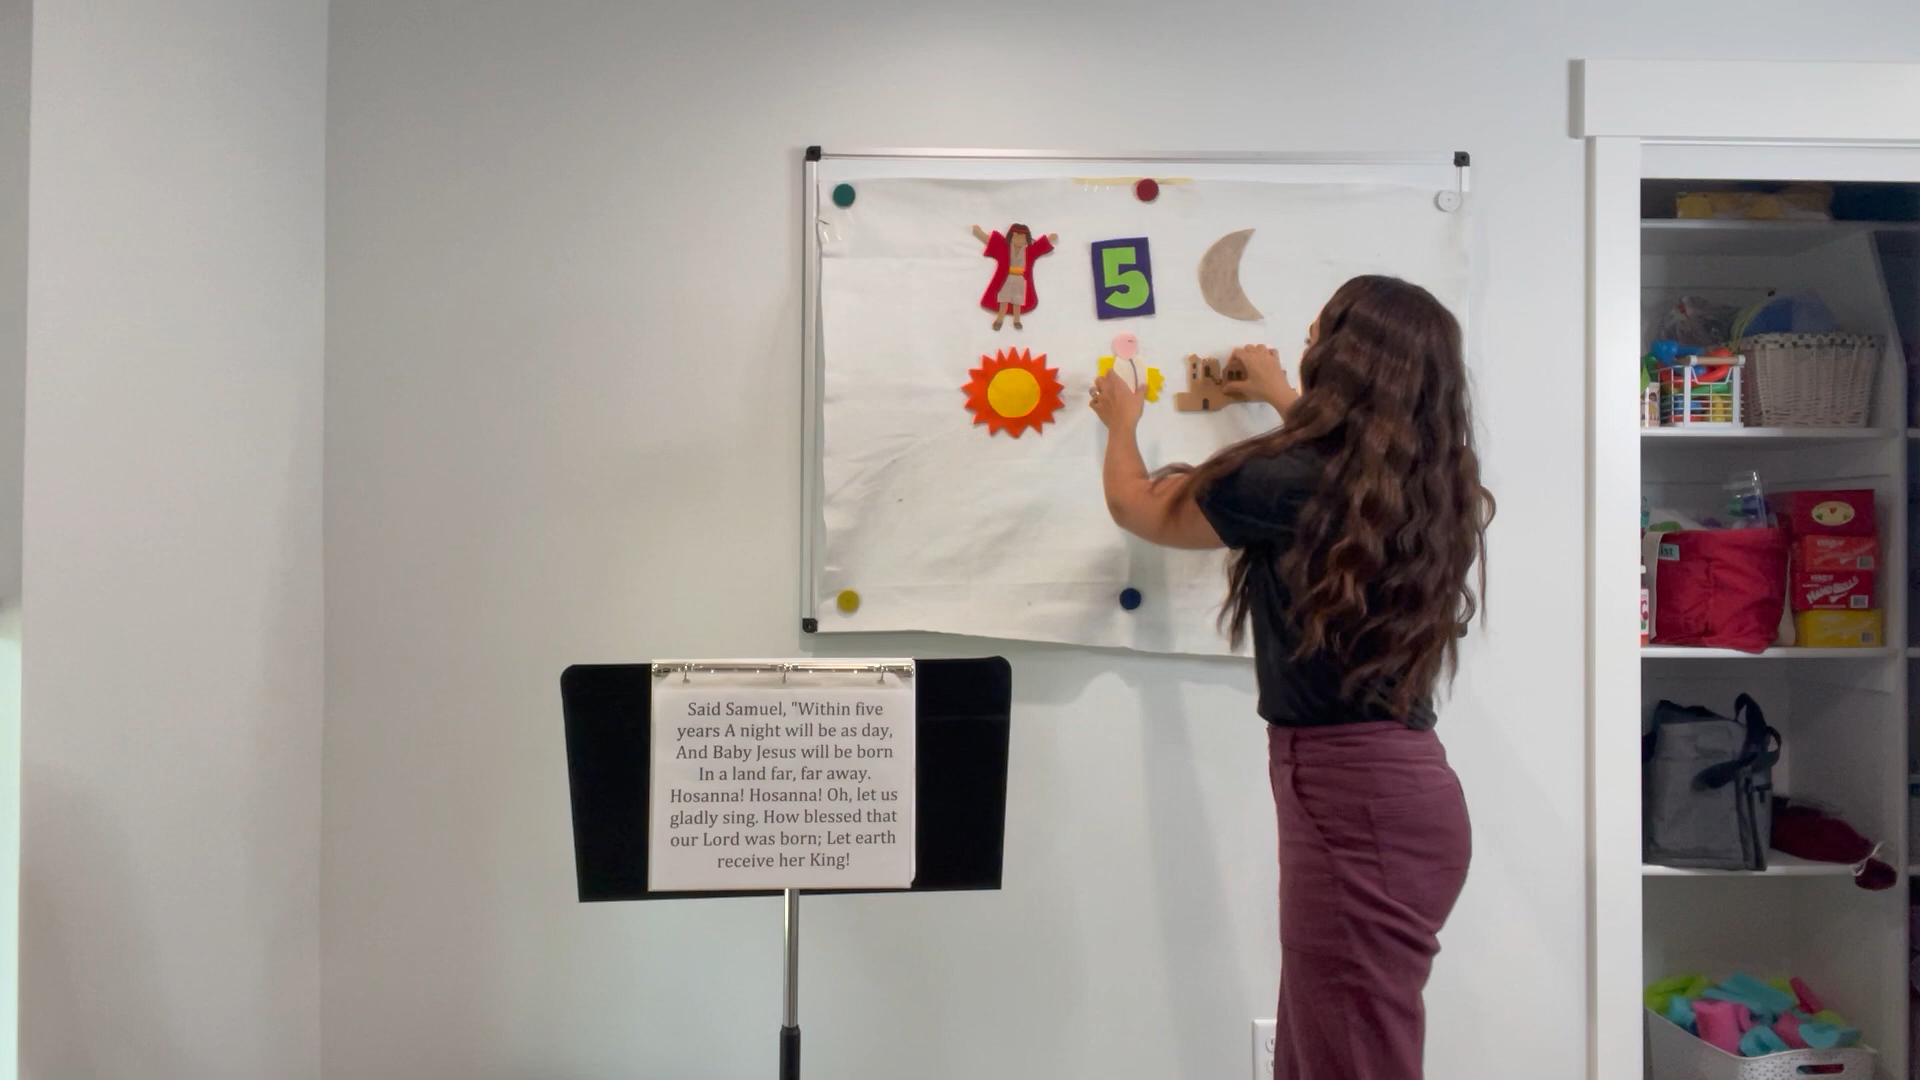 5
Said Samuel, "Within five
years A night will be as day,
And Baby Jesus will be born
In a land far, far away.
Hosanna! Hosanna! Oh, let us
gladly sing. How blessed that
our Lord was born; Let earth
receive her King!
HAND BELLS